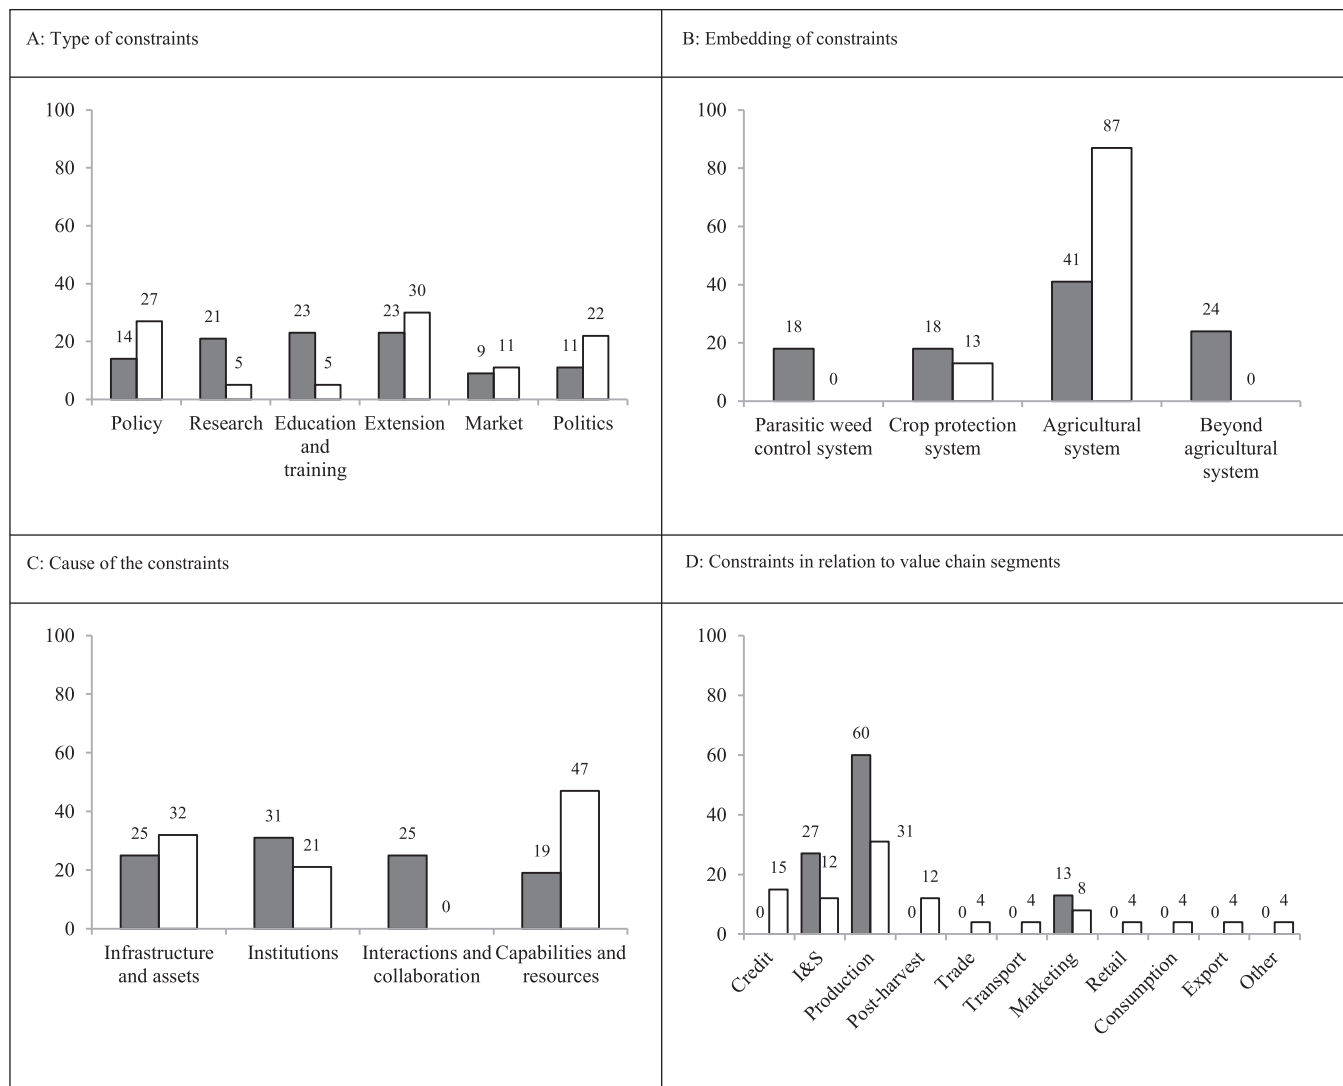 A: Type of constraints
B: Embedding of constraints
100
80
60
40
20
0
14
27
21
5
23
5
23
30
9
11
11
22
Policy
Research
Education
and
training
Extension
Market
Politics
100
80
60
40
20
0
18
0
18
13
41
87
24
0
Parasitic weed
control system
Crop protection
system
Agricultural
system
Beyond
agricultural
system
C: Cause of the constraints
D: Constraints in relation to value chain segments
100
80
60
40
20
0
25
32
31
21
25
0
19
47
Infrastructure
and assets
Institutions
Interactions and
collaboration
Capabilities and
resources
100
80
60
40
20
0
0
15
27
12
60
31
0
12
0
4
0
4
13
8
0
4
0
4
0
4
0
4
Credit
I&S
Production
Post-harvest
Trade
Transport
Marketing
Retail
Consumption
Export
Other